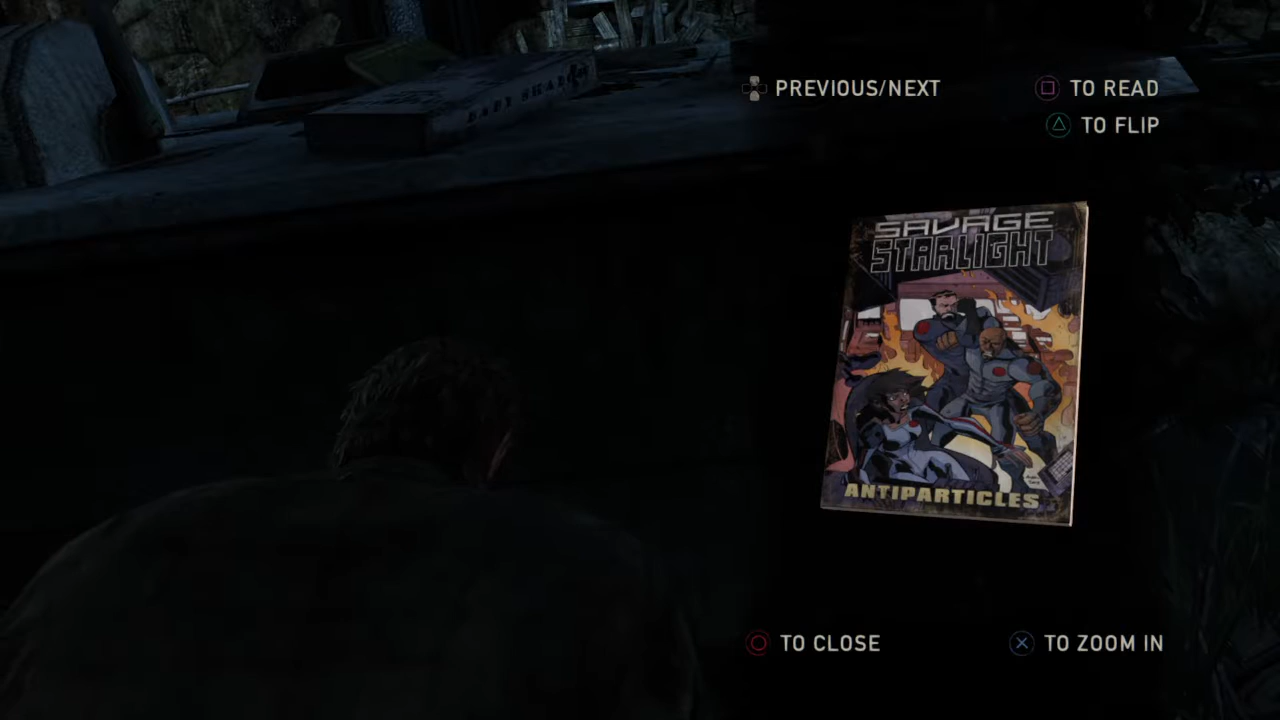 PREVIOUS/NEXT
TO READ
TO FLIP
SAVAGE
STARLIGHT
ANTIPARTICLES
TO CLOSE
TO ZOOM IN